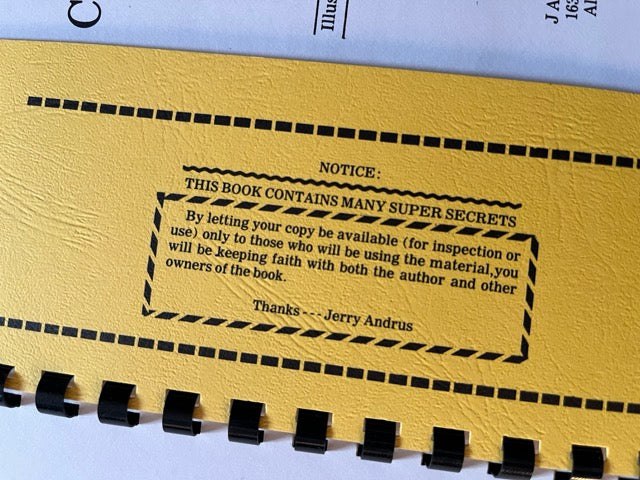 NOTICE:
THIS BOOK CONTAINS MANY SUPER SECRETS
By letting your copy be available (for inspection or
use) only to those who will be using the material,you
will be keeping faith with both the author and other
owners of the book.
Thanks --- Jerry Andrus